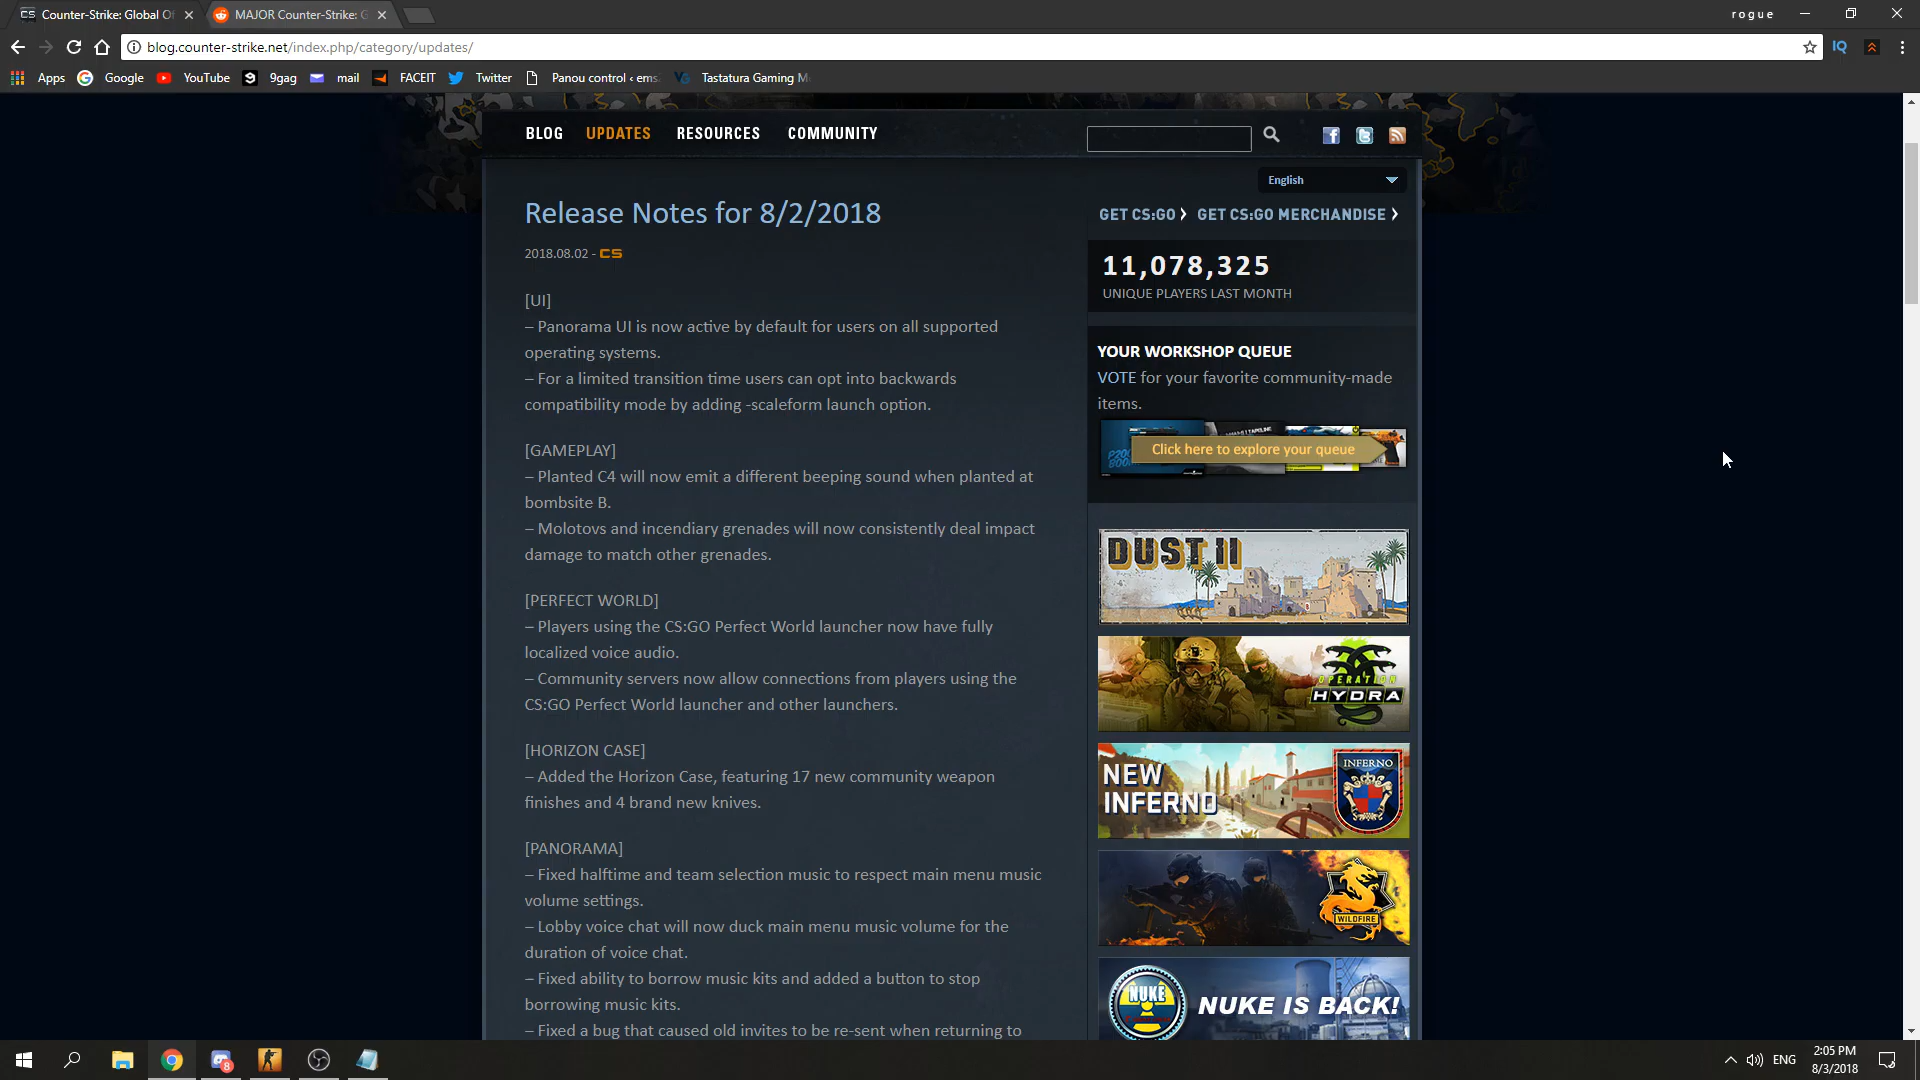 Counter-Strike: Global Of
MAJOR Counter-Strike: G
rogue
blog.counter-strike.net/index.php/category/updates/
IQ
Apps
Google
YouTube
9gag
mail
FACEIT
Twitter
Panou control ‹ ems
Tastatura Gaming M
BLOG
UPDATES
RESOURCES
COMMUNITY
English
Release Notes for 8/2/2018
2018.08.02 - CS
[UI]
– Panorama UI is now active by default for users on all supported
operating systems.
– For a limited transition time users can opt into backwards
compatibility mode by adding -scaleform launch option.
[GAMEPLAY]
– Planted C4 will now emit a different beeping sound when planted at
bombsite B.
– Molotovs and incendiary grenades will now consistently deal impact
damage to match other grenades.
[PERFECT WORLD]
– Players using the CS:GO Perfect World launcher now have fully
localized voice audio.
– Community servers now allow connections from players using the
CS:GO Perfect World launcher and other launchers.
[HORIZON CASE]
– Added the Horizon Case, featuring 17 new community weapon
finishes and 4 brand new knives.
[PANORAMA]
– Fixed halftime and team selection music to respect main menu music
volume settings.
– Lobby voice chat will now duck main menu music volume for the
duration of voice chat.
– Fixed ability to borrow music kits and added a button to stop
borrowing music kits.
– Fixed a bug that caused old invites to be re-sent when returning to
GET CS:GO
GET CS:GO MERCHANDISE
11,078,325
UNIQUE PLAYERS LAST MONTH
YOUR WORKSHOP QUEUE
VOTE for your favorite community-made
items.
Click here to explore your queue
DUST II
OPERATION
HYDRA
NEW
INFERNO
INFERNO
WILDFIRE
NUKE
NUKE IS BACK!
8
ENG
2:05 PM
8/3/2018